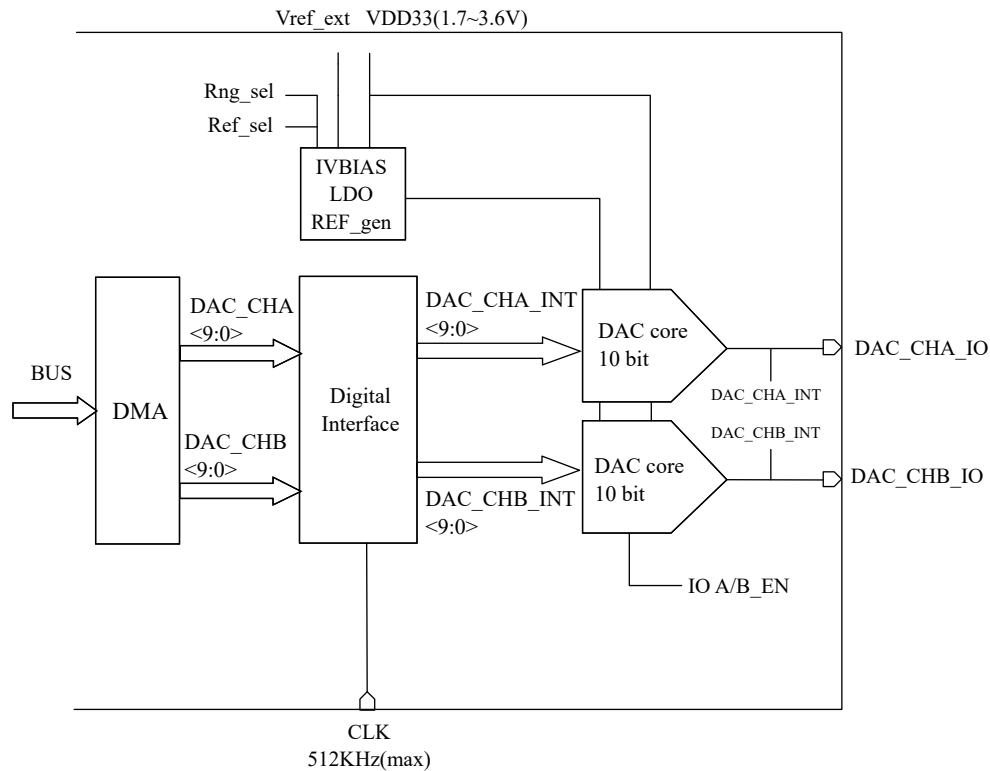 Vref_ext VDD33(1.7~3.6V)
Rng_sel
Ref_sel
IVBIAS
LDO
REF_gen
BUS
DMA
DAC_CHA
<9:0>
DAC_CHB
<9:0>
Digital
Interface
DAC_CHA_INT
<9:0>
DAC_CHB_INT
<9:0>
DAC core
10 bit
DAC core
10 bit
DAC_CHA_INT
DAC_CHB_INT
DAC_CHA_IO
DAC_CHB_IO
IO A/B_EN
CLK
512KHz(max)